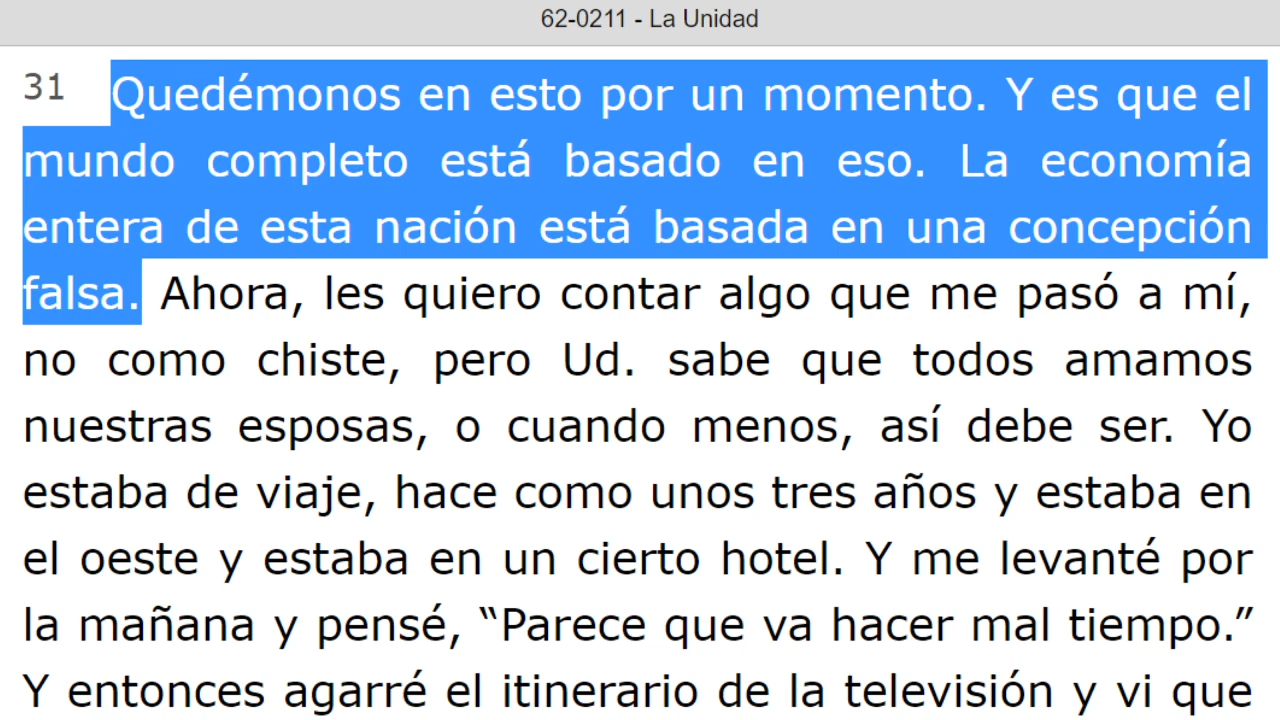 62-0211 - La Unidad
31 Quedémonos en esto por un momento. Y es que el
mundo completo está basado en eso. La economía
entera de esta nación está basada en una concepción
falsa. Ahora, les quiero contar algo que me pasó a mí,
no como chiste, pero Ud. sabe que todos amamos
nuestras esposas, o cuando menos, así debe ser. Yo
estaba de viaje, hace como unos tres años y estaba en
el oeste y estaba en un cierto hotel. Y me levanté por
la mañana y pensé, “Parece que va hacer mal tiempo.”
Y entonces agarré el itinerario de la televisión y vi que